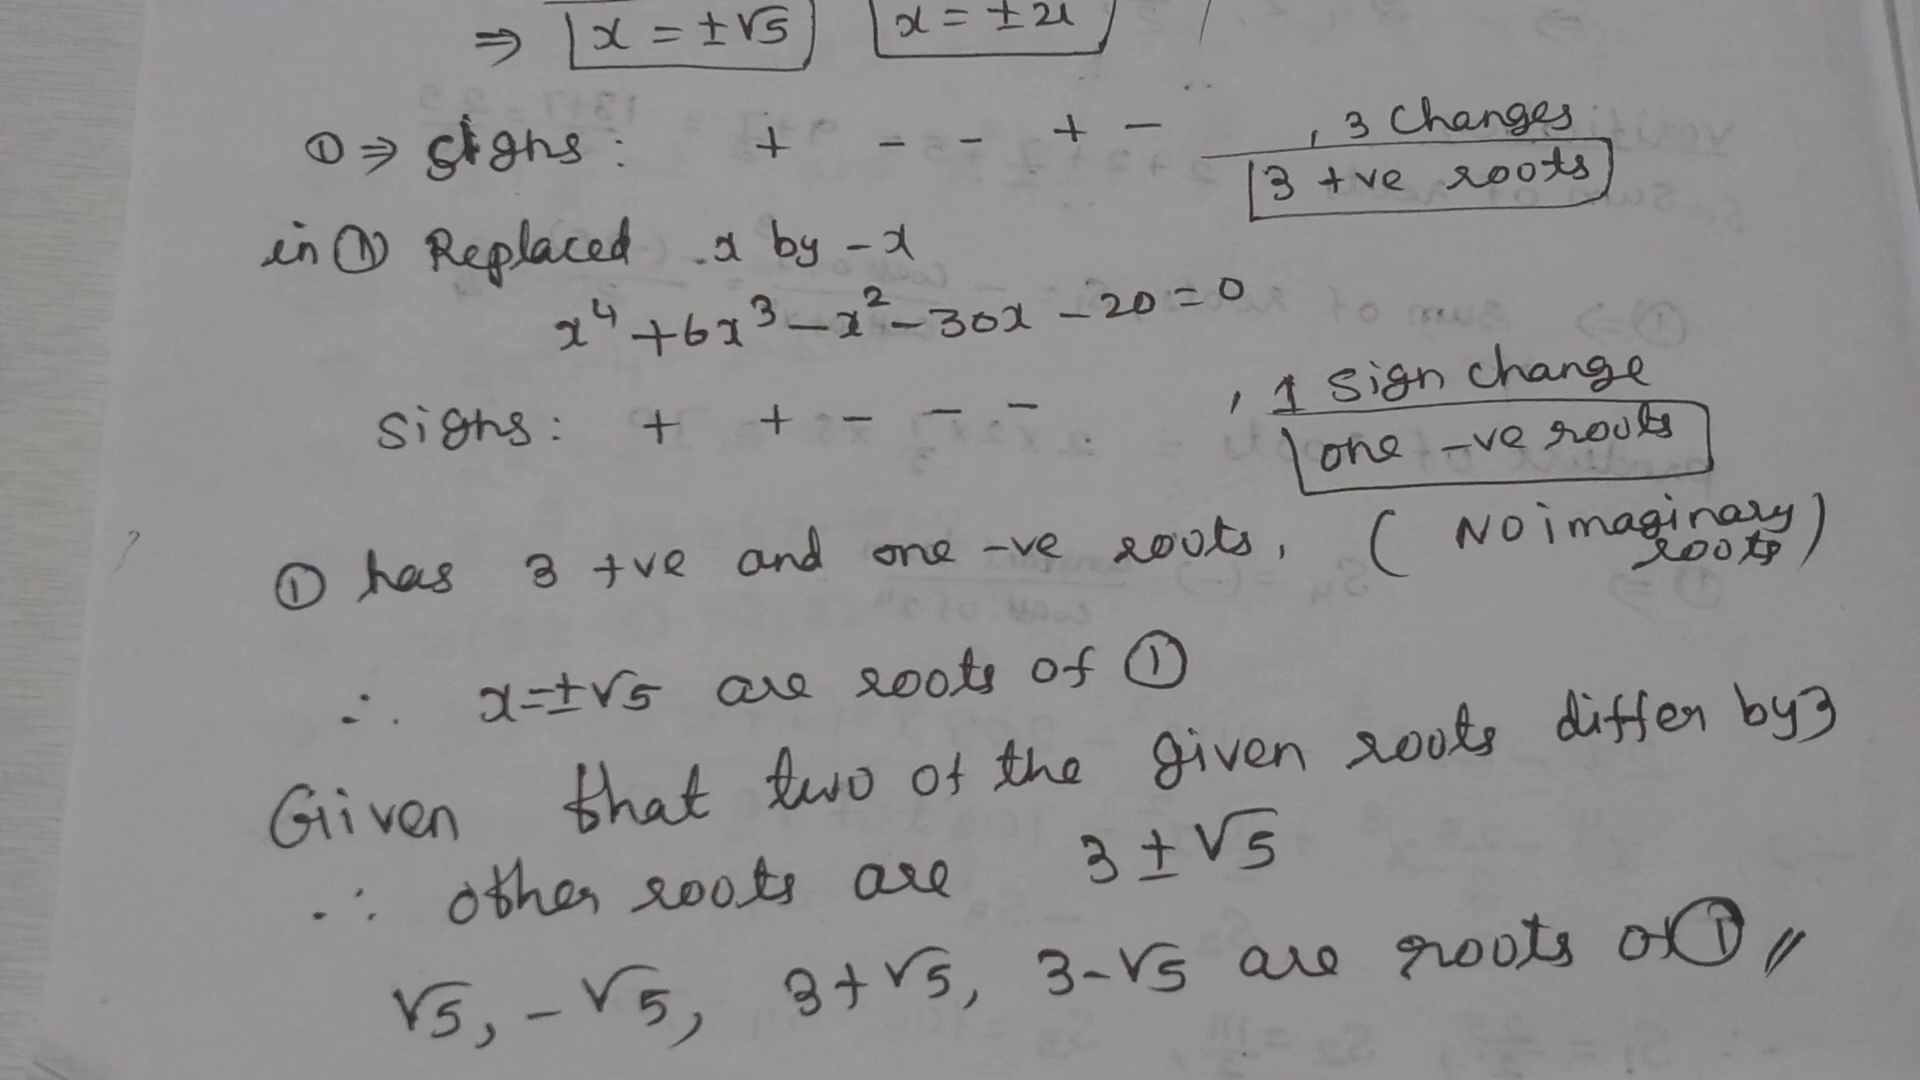 ⇒ x = ±√5 x = ±2i
① ⇒ signs: + - - + - , 3 changes
3 +ve roots
in ① Replaced x by -x
x⁴ + 6x³ - x² - 30x - 20 = 0
signs: + + - - - , 1 sign change
one -ve roots
① has 3 +ve and one -ve roots, ( NO imaginary roots)
∴ x = ±√5 are roots of ①
Given that two of the given roots differ by 3
∴ other roots are 3 ± √5
√5, -√5, 3+√5, 3-√5 are roots of ① //